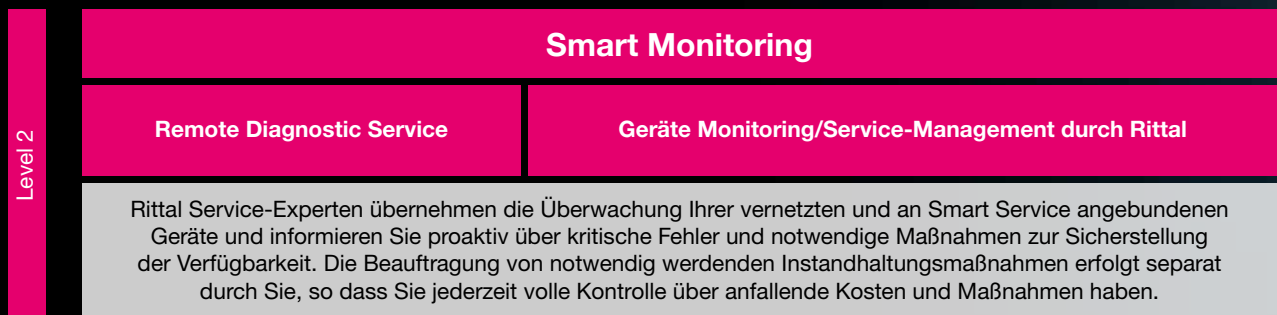 Level 2
Smart Monitoring
Remote Diagnostic Service
Geräte Monitoring/Service-Management durch Rittal
Rittal Service-Experten übernehmen die Überwachung Ihrer vernetzten und an Smart Service angebundenen
Geräte und informieren Sie proaktiv über kritische Fehler und notwendige Maßnahmen zur Sicherstellung
der Verfügbarkeit. Die Beauftragung von notwendig werdenden Instandhaltungsmaßnahmen erfolgt separat
durch Sie, so dass Sie jederzeit volle Kontrolle über anfallende Kosten und Maßnahmen haben.